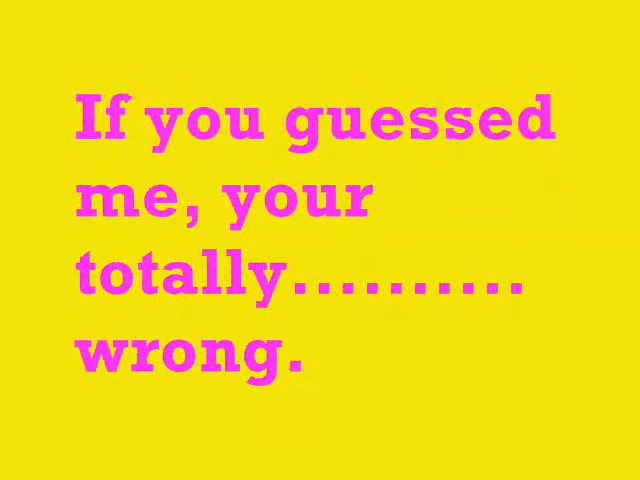 If you guessed
me, your
totally..........
wrong.